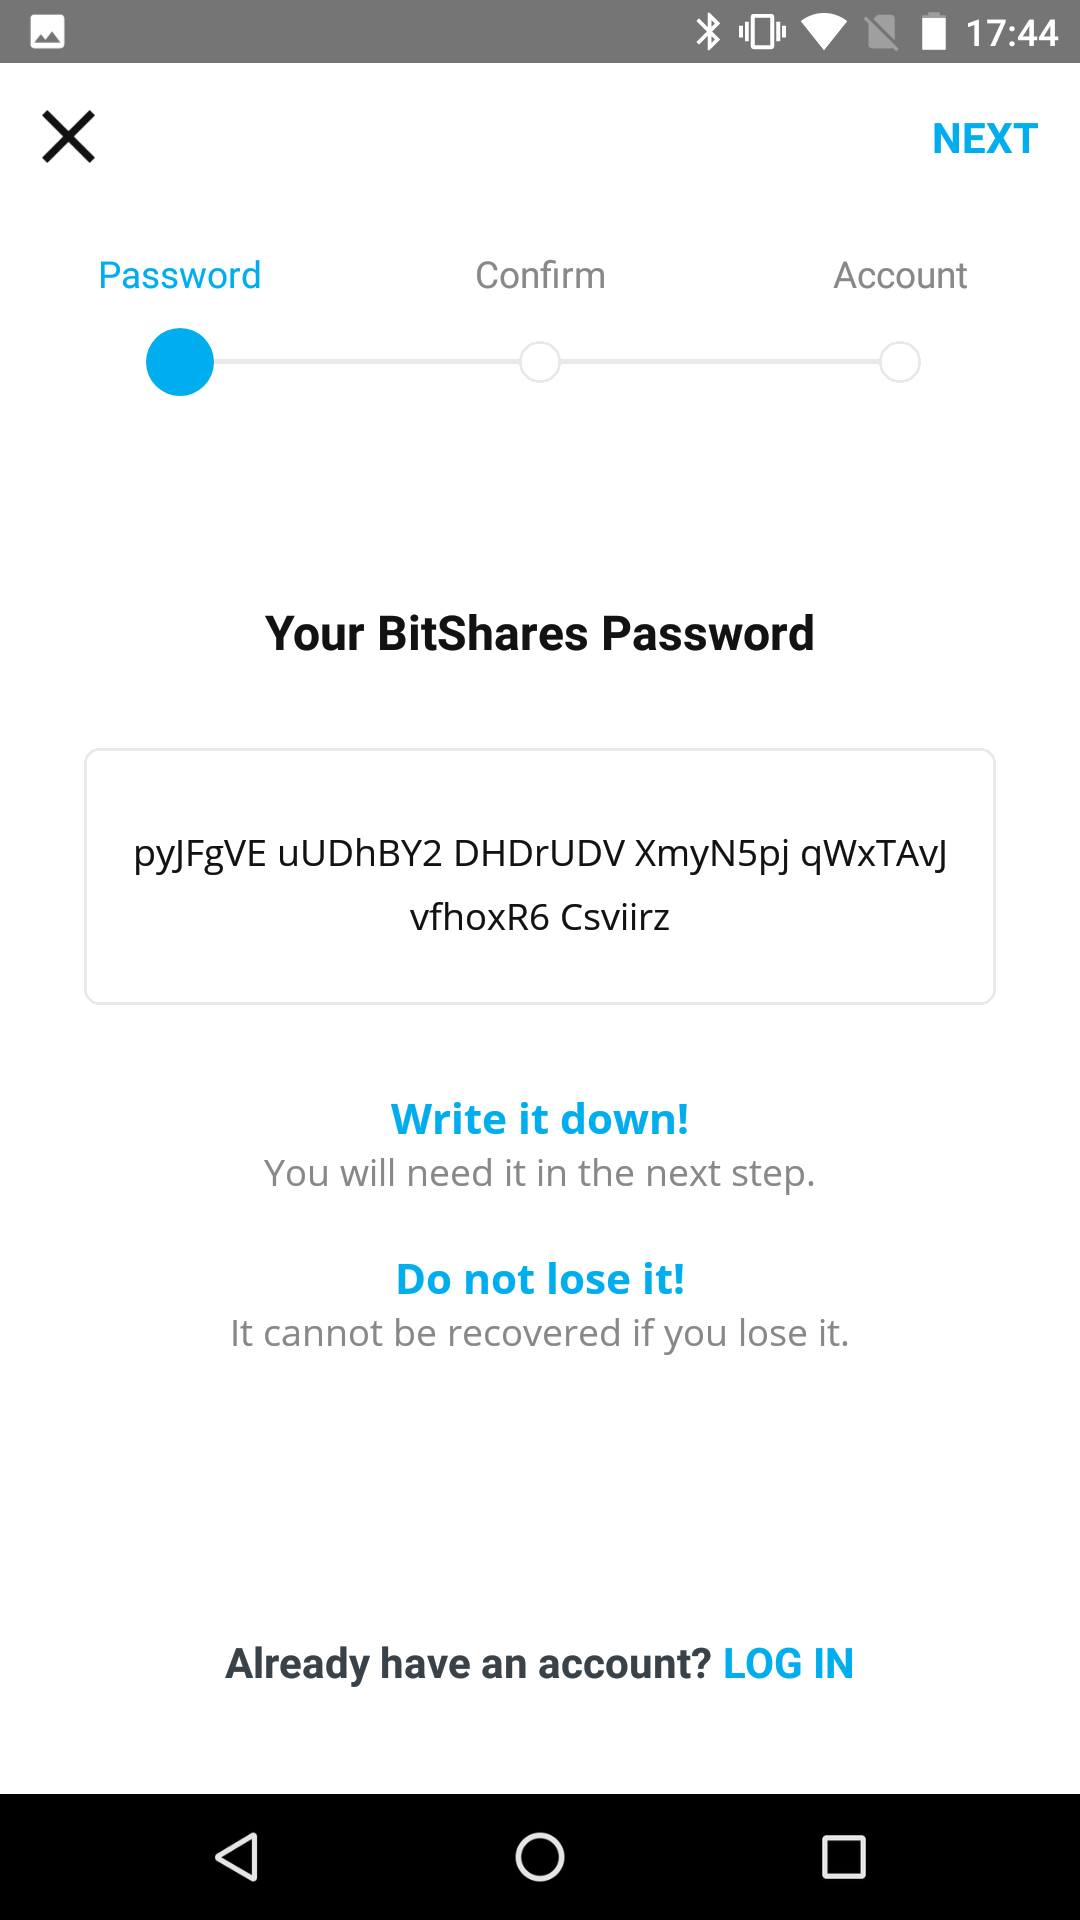 17:44
NEXT
Password Confirm Account
Your BitShares Password
pyJFgVE uUDhBY2 DHDrUDV XmyN5pj qWxTAvJ
vfhoxR6 Csviirz
Write it down!
You will need it in the next step.
Do not lose it!
It cannot be recovered if you lose it.
Already have an account? LOG IN